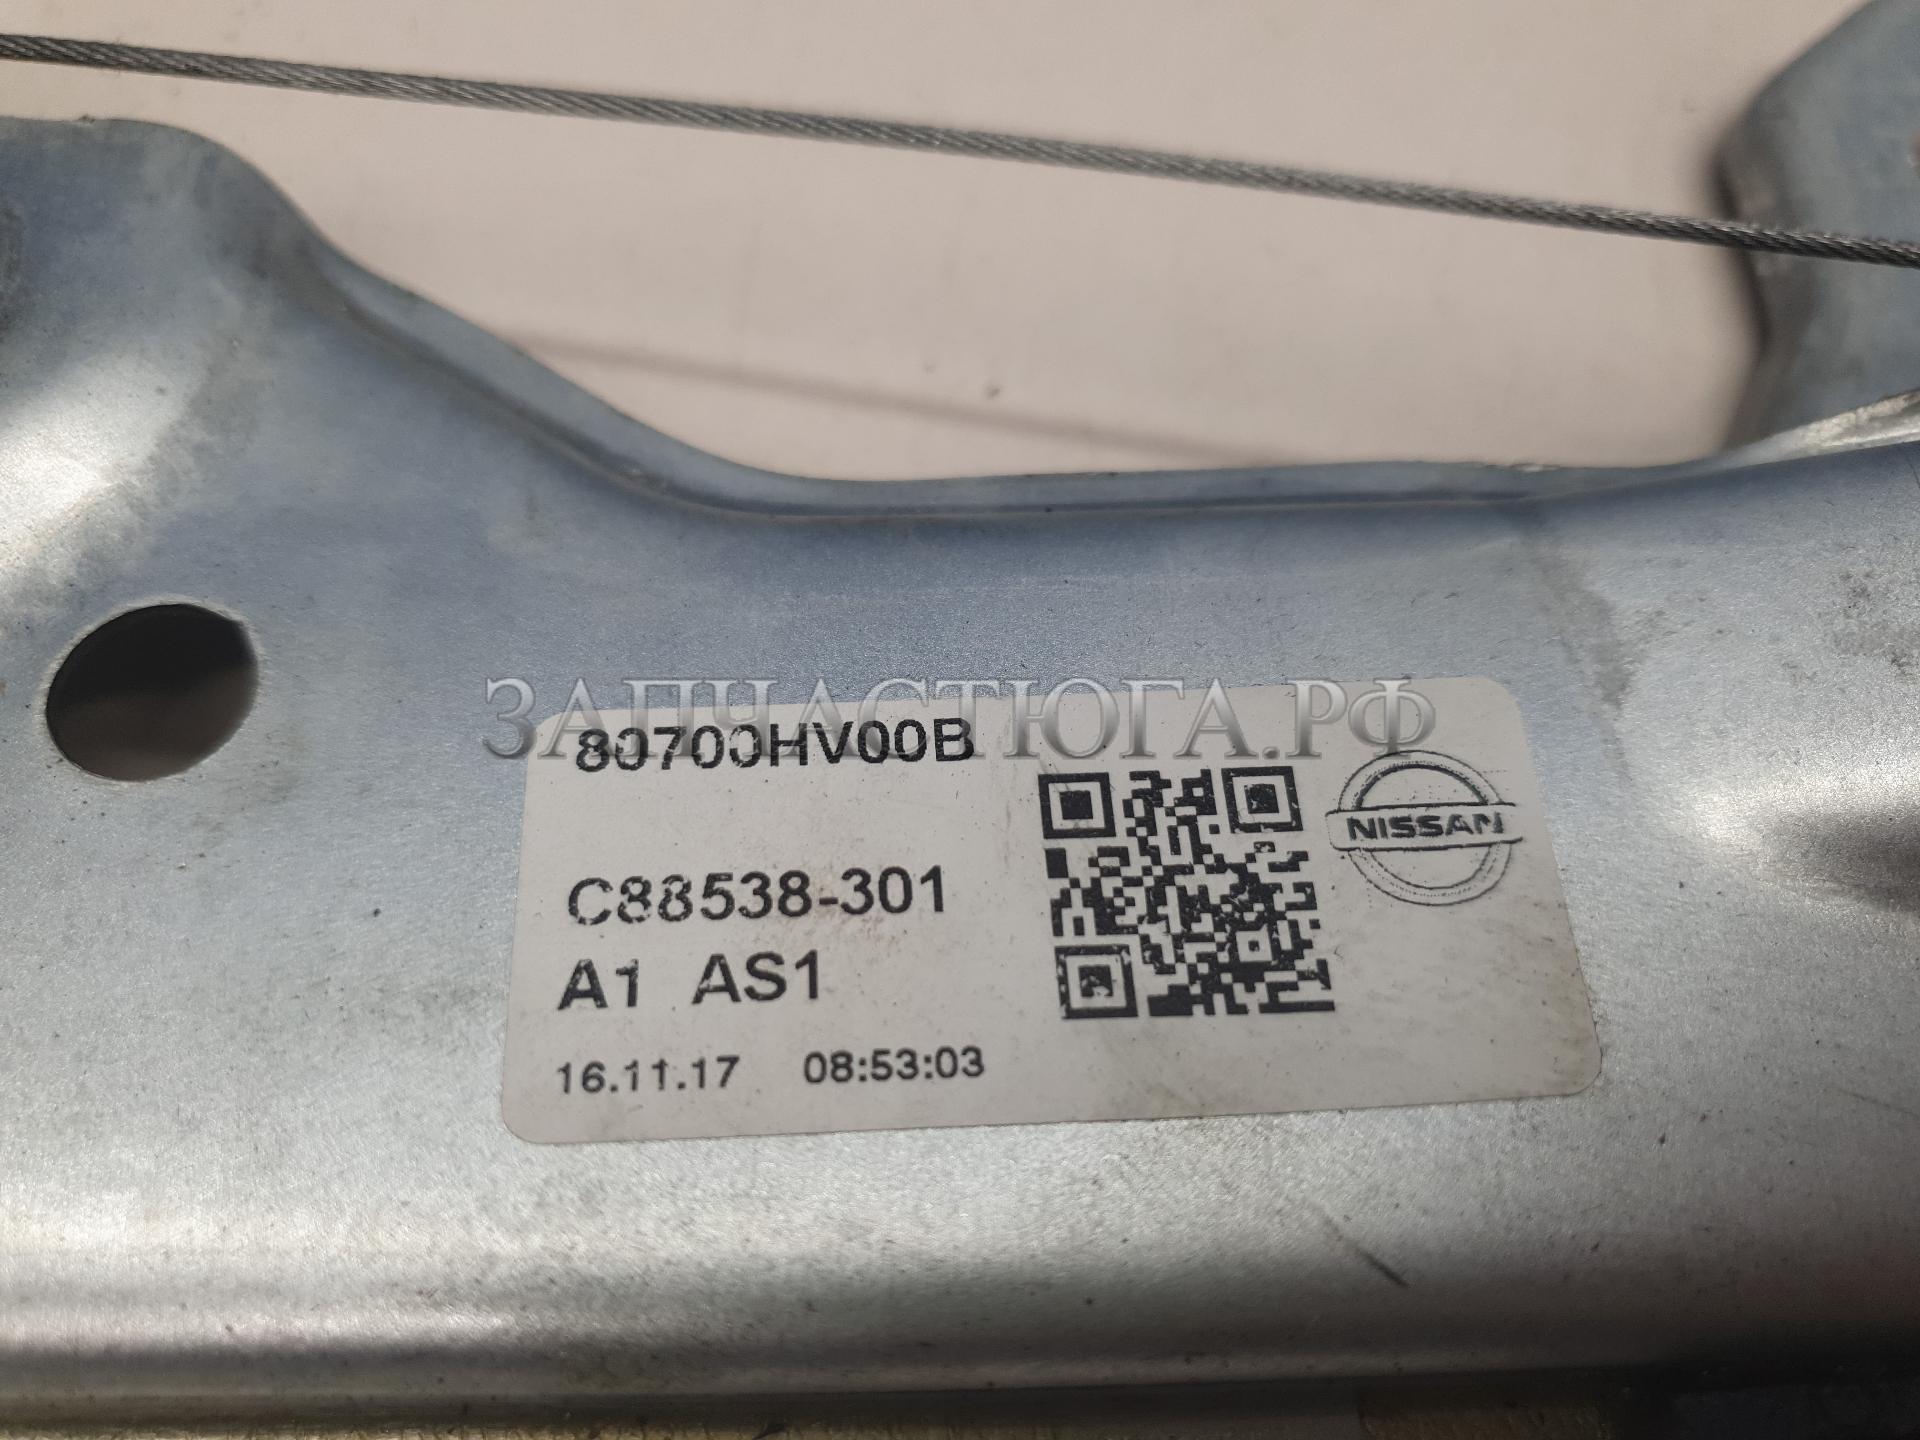 ЗАПЧАСТЮГА.РФ
80700HV00B
NISSAN
C88538-301
A1 AS1
16.11.17 08:53:03